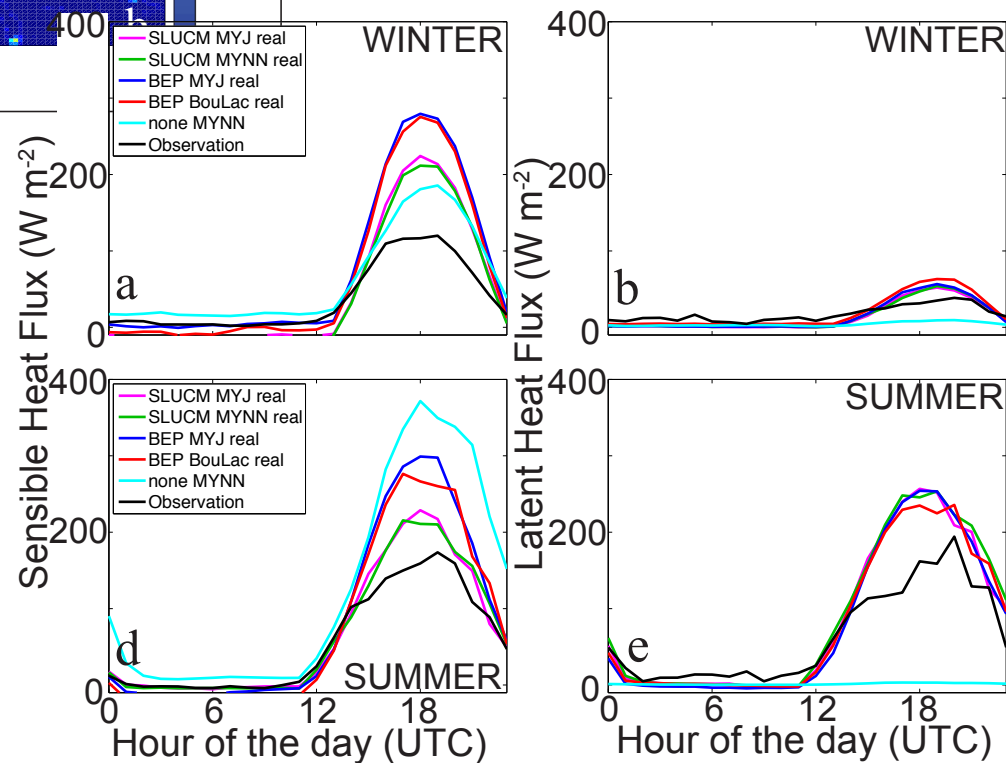 h
400
200
0
Sensible Heat Flux (W m-2)
SLUCM MYJ real
SLUCM MYNN real
BEP MYJ real
BEP BouLac real
none MYNN
Observation
WINTER
a
400
200
0
Latent Heat Flux (W m-2)
WINTER
b
400
200
0
SLUCM MYJ real
SLUCM MYNN real
BEP MYJ real
BEP BouLac real
none MYNN
Observation
d
SUMMER
0 6 12 18
Hour of the day (UTC)
400
200
0
SUMMER
e
0 6 12 18
Hour of the day (UTC)